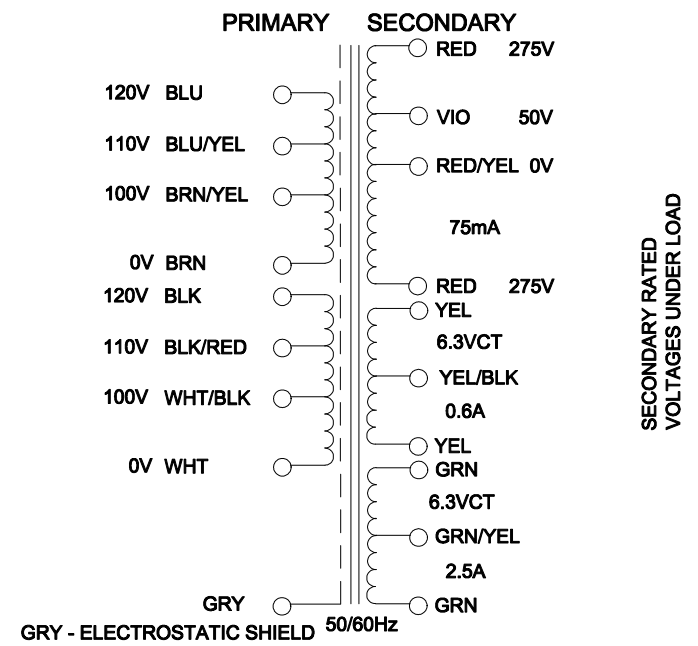 PRIMARY
SECONDARY
120V BLU
110V BLU/YEL
100V BRN/YEL
0V BRN
120V BLK
110V BLK/RED
100V WHT/BLK
0V WHT
GRY
GRY - ELECTROSTATIC SHIELD
50/60Hz
RED 275V
VIO 50V
RED/YEL 0V
75mA
RED 275V
YEL
6.3VCT
YEL/BLK
0.6A
YEL
GRN
6.3VCT
GRN/YEL
2.5A
GRN
SECONDARY RATED
VOLTAGES UNDER LOAD